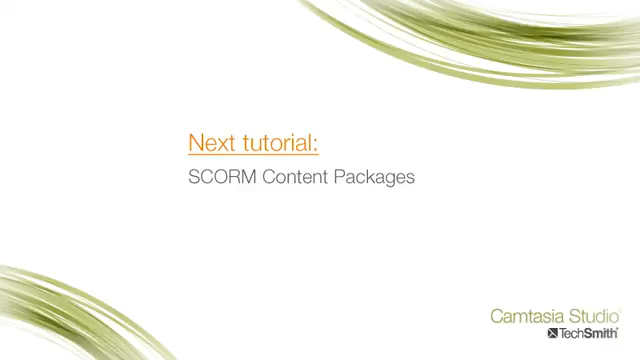 Next tutorial:
SCORM Content Packages
Camtasia Studio®
TechSmith®